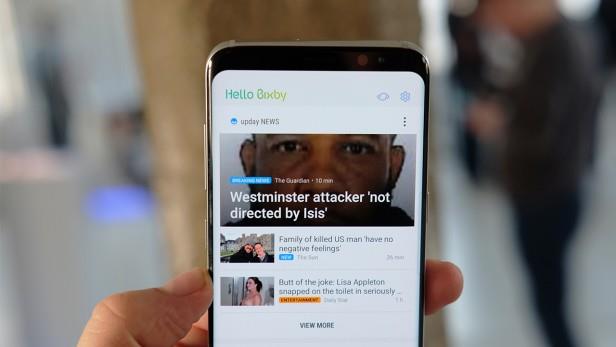 Hello Bixby
upday NEWS
BREAKING NEWS The Guardian • 10 min
Westminster attacker 'not
directed by Isis'
Family of killed US man 'have no
negative feelings'
NEW The Sun 26 min
Butt of the joke: Lisa Appleton
snapped on the toilet in seriously ...
ENTERTAINMENT Daily Star 1 h
VIEW MORE